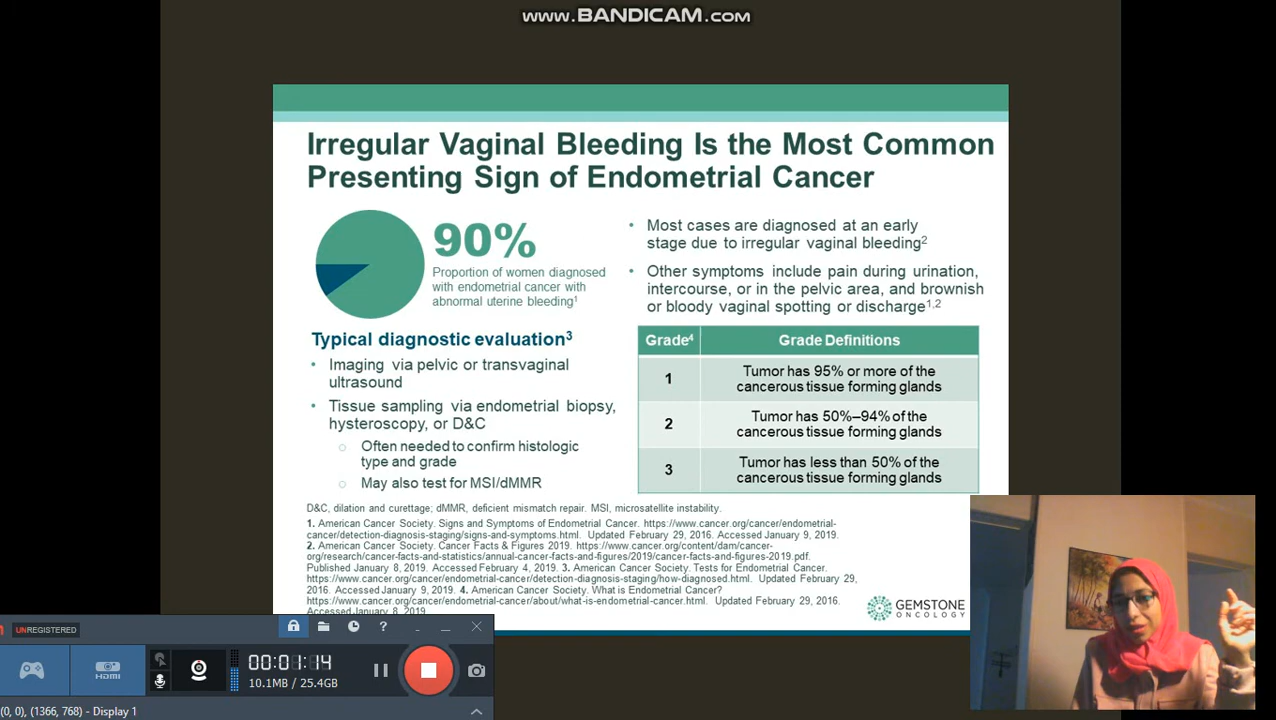 www.BANDICAM.com
Irregular Vaginal Bleeding Is the Most Common
Presenting Sign of Endometrial Cancer
90%
Proportion of women diagnosed
with endometrial cancer with
abnormal uterine bleeding1
• Most cases are diagnosed at an early
stage due to irregular vaginal bleeding2
• Other symptoms include pain during urination,
intercourse, or in the pelvic area, and brownish
or bloody vaginal spotting or discharge1,2
Typical diagnostic evaluation3
• Imaging via pelvic or transvaginal
ultrasound
• Tissue sampling via endometrial biopsy,
hysteroscopy, or D&C
○ Often needed to confirm histologic
type and grade
○ May also test for MSI/dMMR
Grade4 Grade Definitions
1 Tumor has 95% or more of the
cancerous tissue forming glands
2 Tumor has 50%–94% of the
cancerous tissue forming glands
3 Tumor has less than 50% of the
cancerous tissue forming glands
D&C, dilation and curettage; dMMR, deficient mismatch repair. MSI, microsatellite instability.
1. American Cancer Society. Signs and Symptoms of Endometrial Cancer. https://www.cancer.org/cancer/endometrial-
cancer/detection-diagnosis-staging/signs-and-symptoms.html. Updated February 29, 2016. Accessed January 9, 2019.
2. American Cancer Society. Cancer Facts & Figures 2019. https://www.cancer.org/content/dam/cancer-
org/research/cancer-facts-and-statistics/annual-cancer-facts-and-figures/2019/cancer-facts-and-figures-2019.pdf.
Published January 8, 2019. Accessed February 4, 2019. 3. American Cancer Society. Tests for Endometrial Cancer.
https://www.cancer.org/cancer/endometrial-cancer/detection-diagnosis-staging/how-diagnosed.html. Updated February 29,
2016. Accessed January 9, 2019. 4. American Cancer Society. What is Endometrial Cancer?
https://www.cancer.org/cancer/endometrial-cancer/about/what-is-endometrial-cancer.html. Updated February 29, 2016.
Accessed January 8, 2019.
GEMSTONE
ONCOLOGY
UNREGISTERED
?
HDMI
10.1MB / 25.4GB
(0, 0), (1366, 768) - Display 1